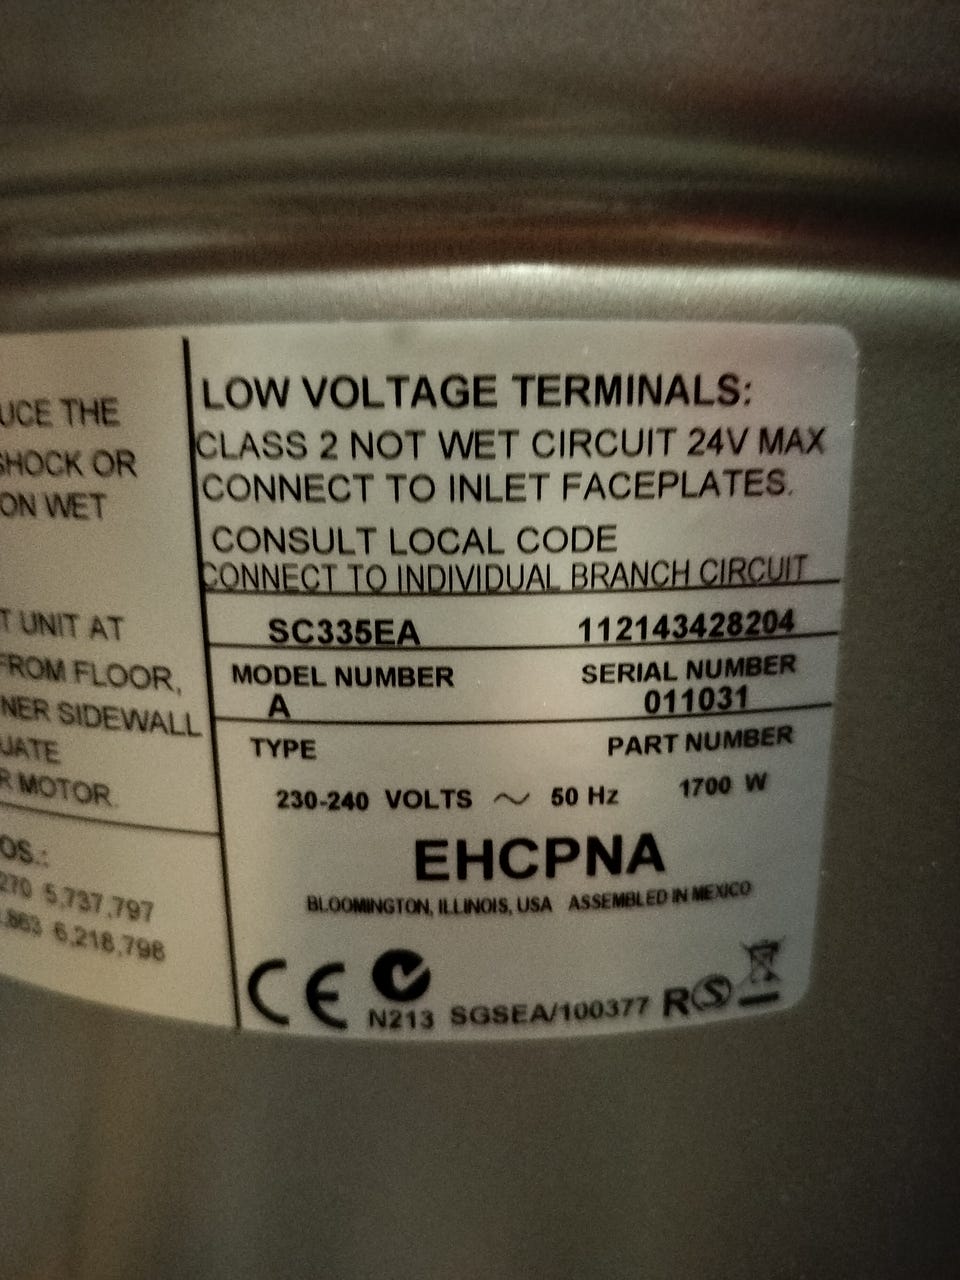 UCE THE
SHOCK OR
ON WET
T UNIT AT
FROM FLOOR,
NER SIDEWALL
UATE
R MOTOR.
OS.:
270 5,737,797
,863 6,218,798
LOW VOLTAGE TERMINALS:
CLASS 2 NOT WET CIRCUIT 24V MAX
CONNECT TO INLET FACEPLATES.
CONSULT LOCAL CODE
CONNECT TO INDIVIDUAL BRANCH CIRCUIT
SC335EA 112143428204
MODEL NUMBER SERIAL NUMBER
A 011031
TYPE PART NUMBER
230-240 VOLTS ~ 50 Hz 1700 W
EHCPNA
BLOOMINGTON, ILLINOIS, USA ASSEMBLED IN MEXICO
CE N213 SGSEA/100377 RS